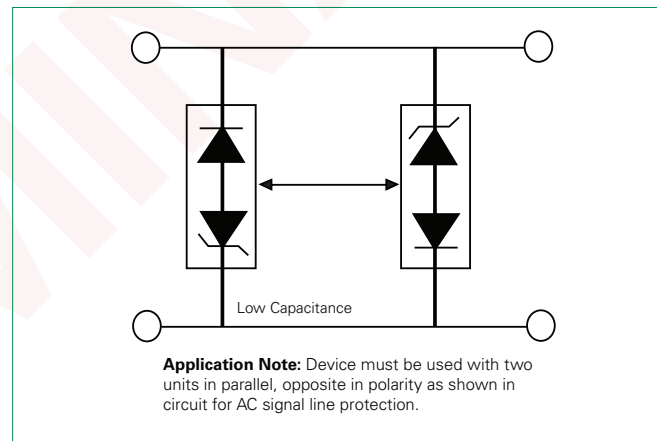 Low Capacitance
Application Note: Device must be used with two
units in parallel, opposite in polarity as shown in
circuit for AC signal line protection.